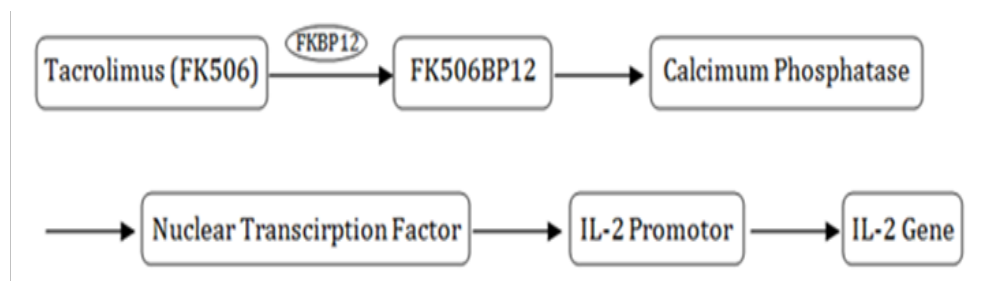 Tacrolimus (FK506)
FKBP12
FK506BP12
Calcimum Phosphatase
Nuclear Transcirption Factor
IL-2 Promotor
IL-2 Gene